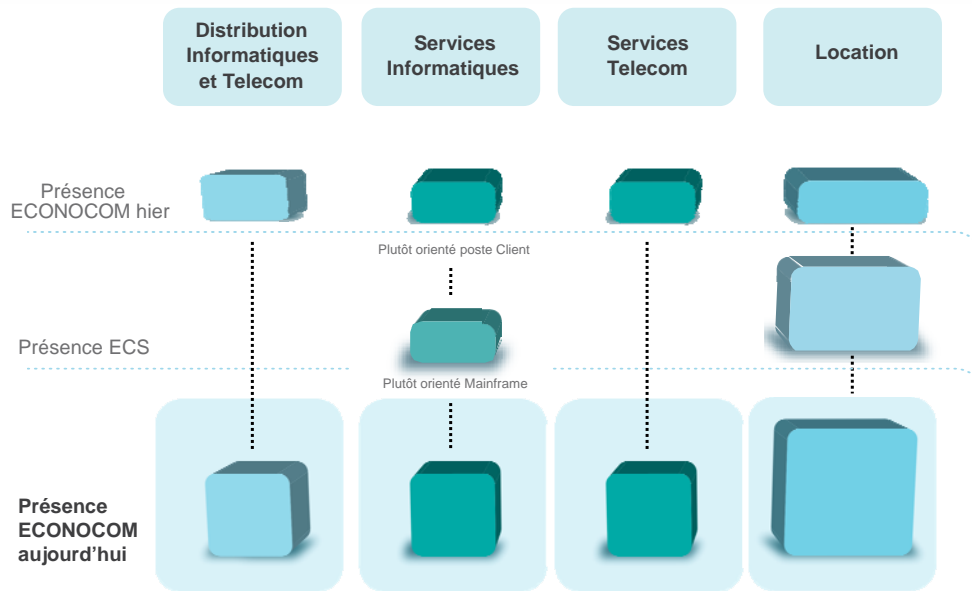 Distribution
Informatiques
et Telecom
Services
Informatiques
Services
Telecom
Location
Présence
ECONOCOM hier
Plutôt orienté poste Client
Présence ECS
Plutôt orienté Mainframe
Présence
ECONOCOM
aujourd'hui